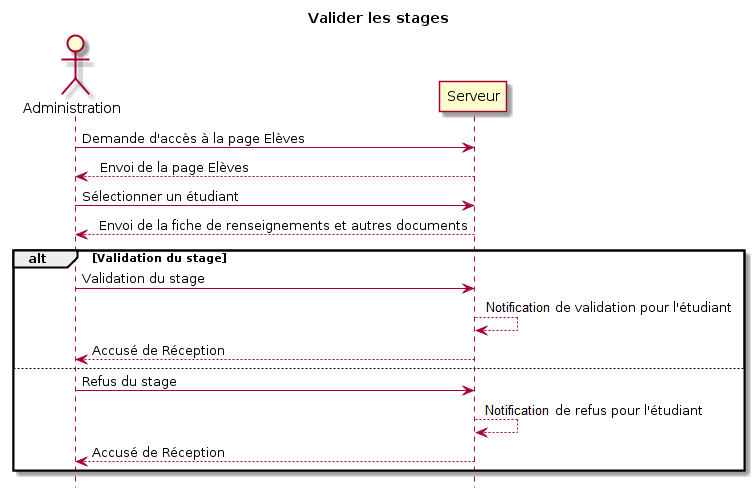 Valider les stages
Administration
Serveur
Demande d'accès à la page Elèves
Envoi de la page Elèves
Sélectionner un étudiant
Envoi de la fiche de renseignements et autres documents
alt [Validation du stage]
Validation du stage
Notification de validation pour l'étudiant
Accusé de Réception
Refus du stage
Notification de refus pour l'étudiant
Accusé de Réception